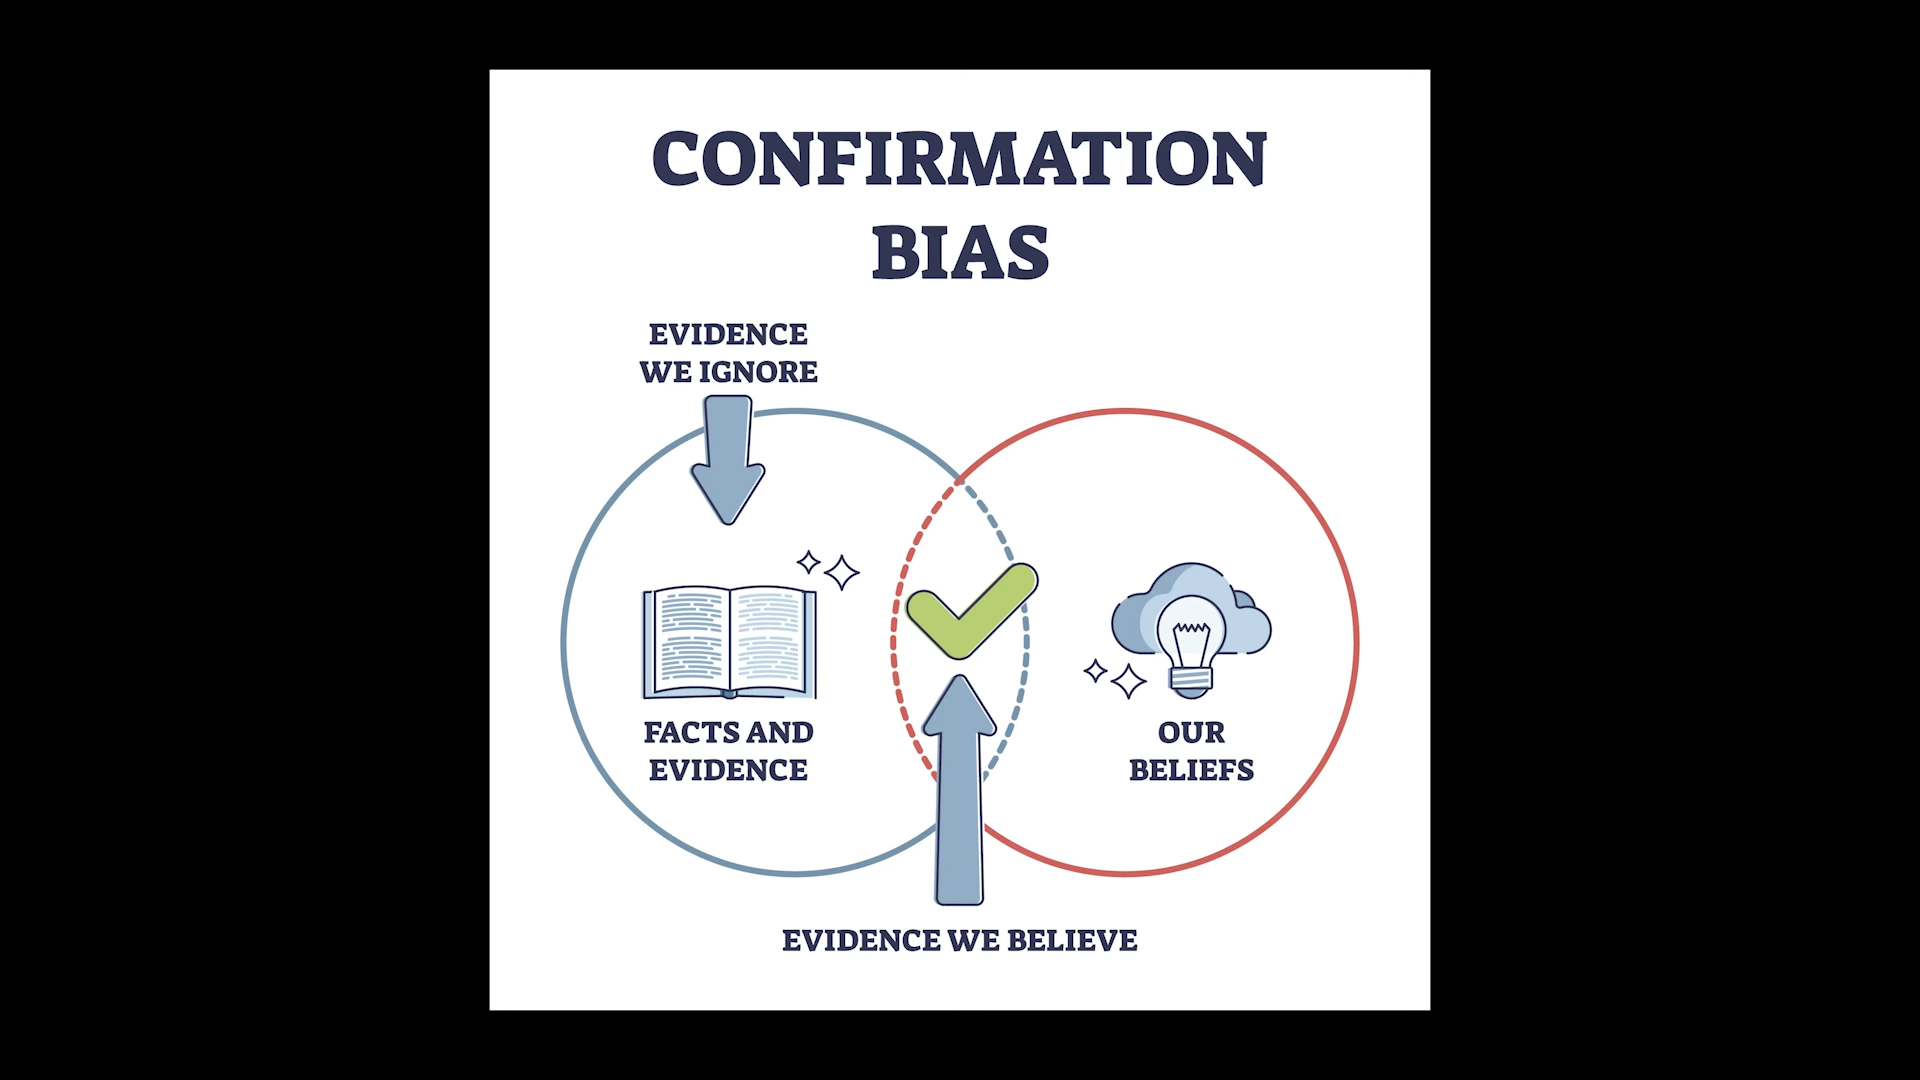 CONFIRMATION
BIAS
EVIDENCE
WE IGNORE
FACTS AND
EVIDENCE
OUR
BELIEFS
EVIDENCE WE BELIEVE